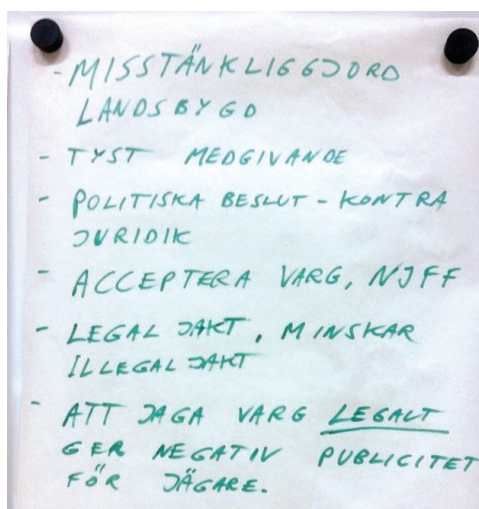 - MISSTÄNKLIGGJORD
LANDSBYGD
- TYST MEDGIVANDE
- POLITISKA BESLUT - KONTRA
JURIDIK
- ACCEPTERA VARG, NJFF
- LEGAL JAKT, MINSKAR
ILLEGAL JAKT
- ATT JAGA VARG LEGALT
GER NEGATIV PUBLICITET
FÖR JÄGARE.